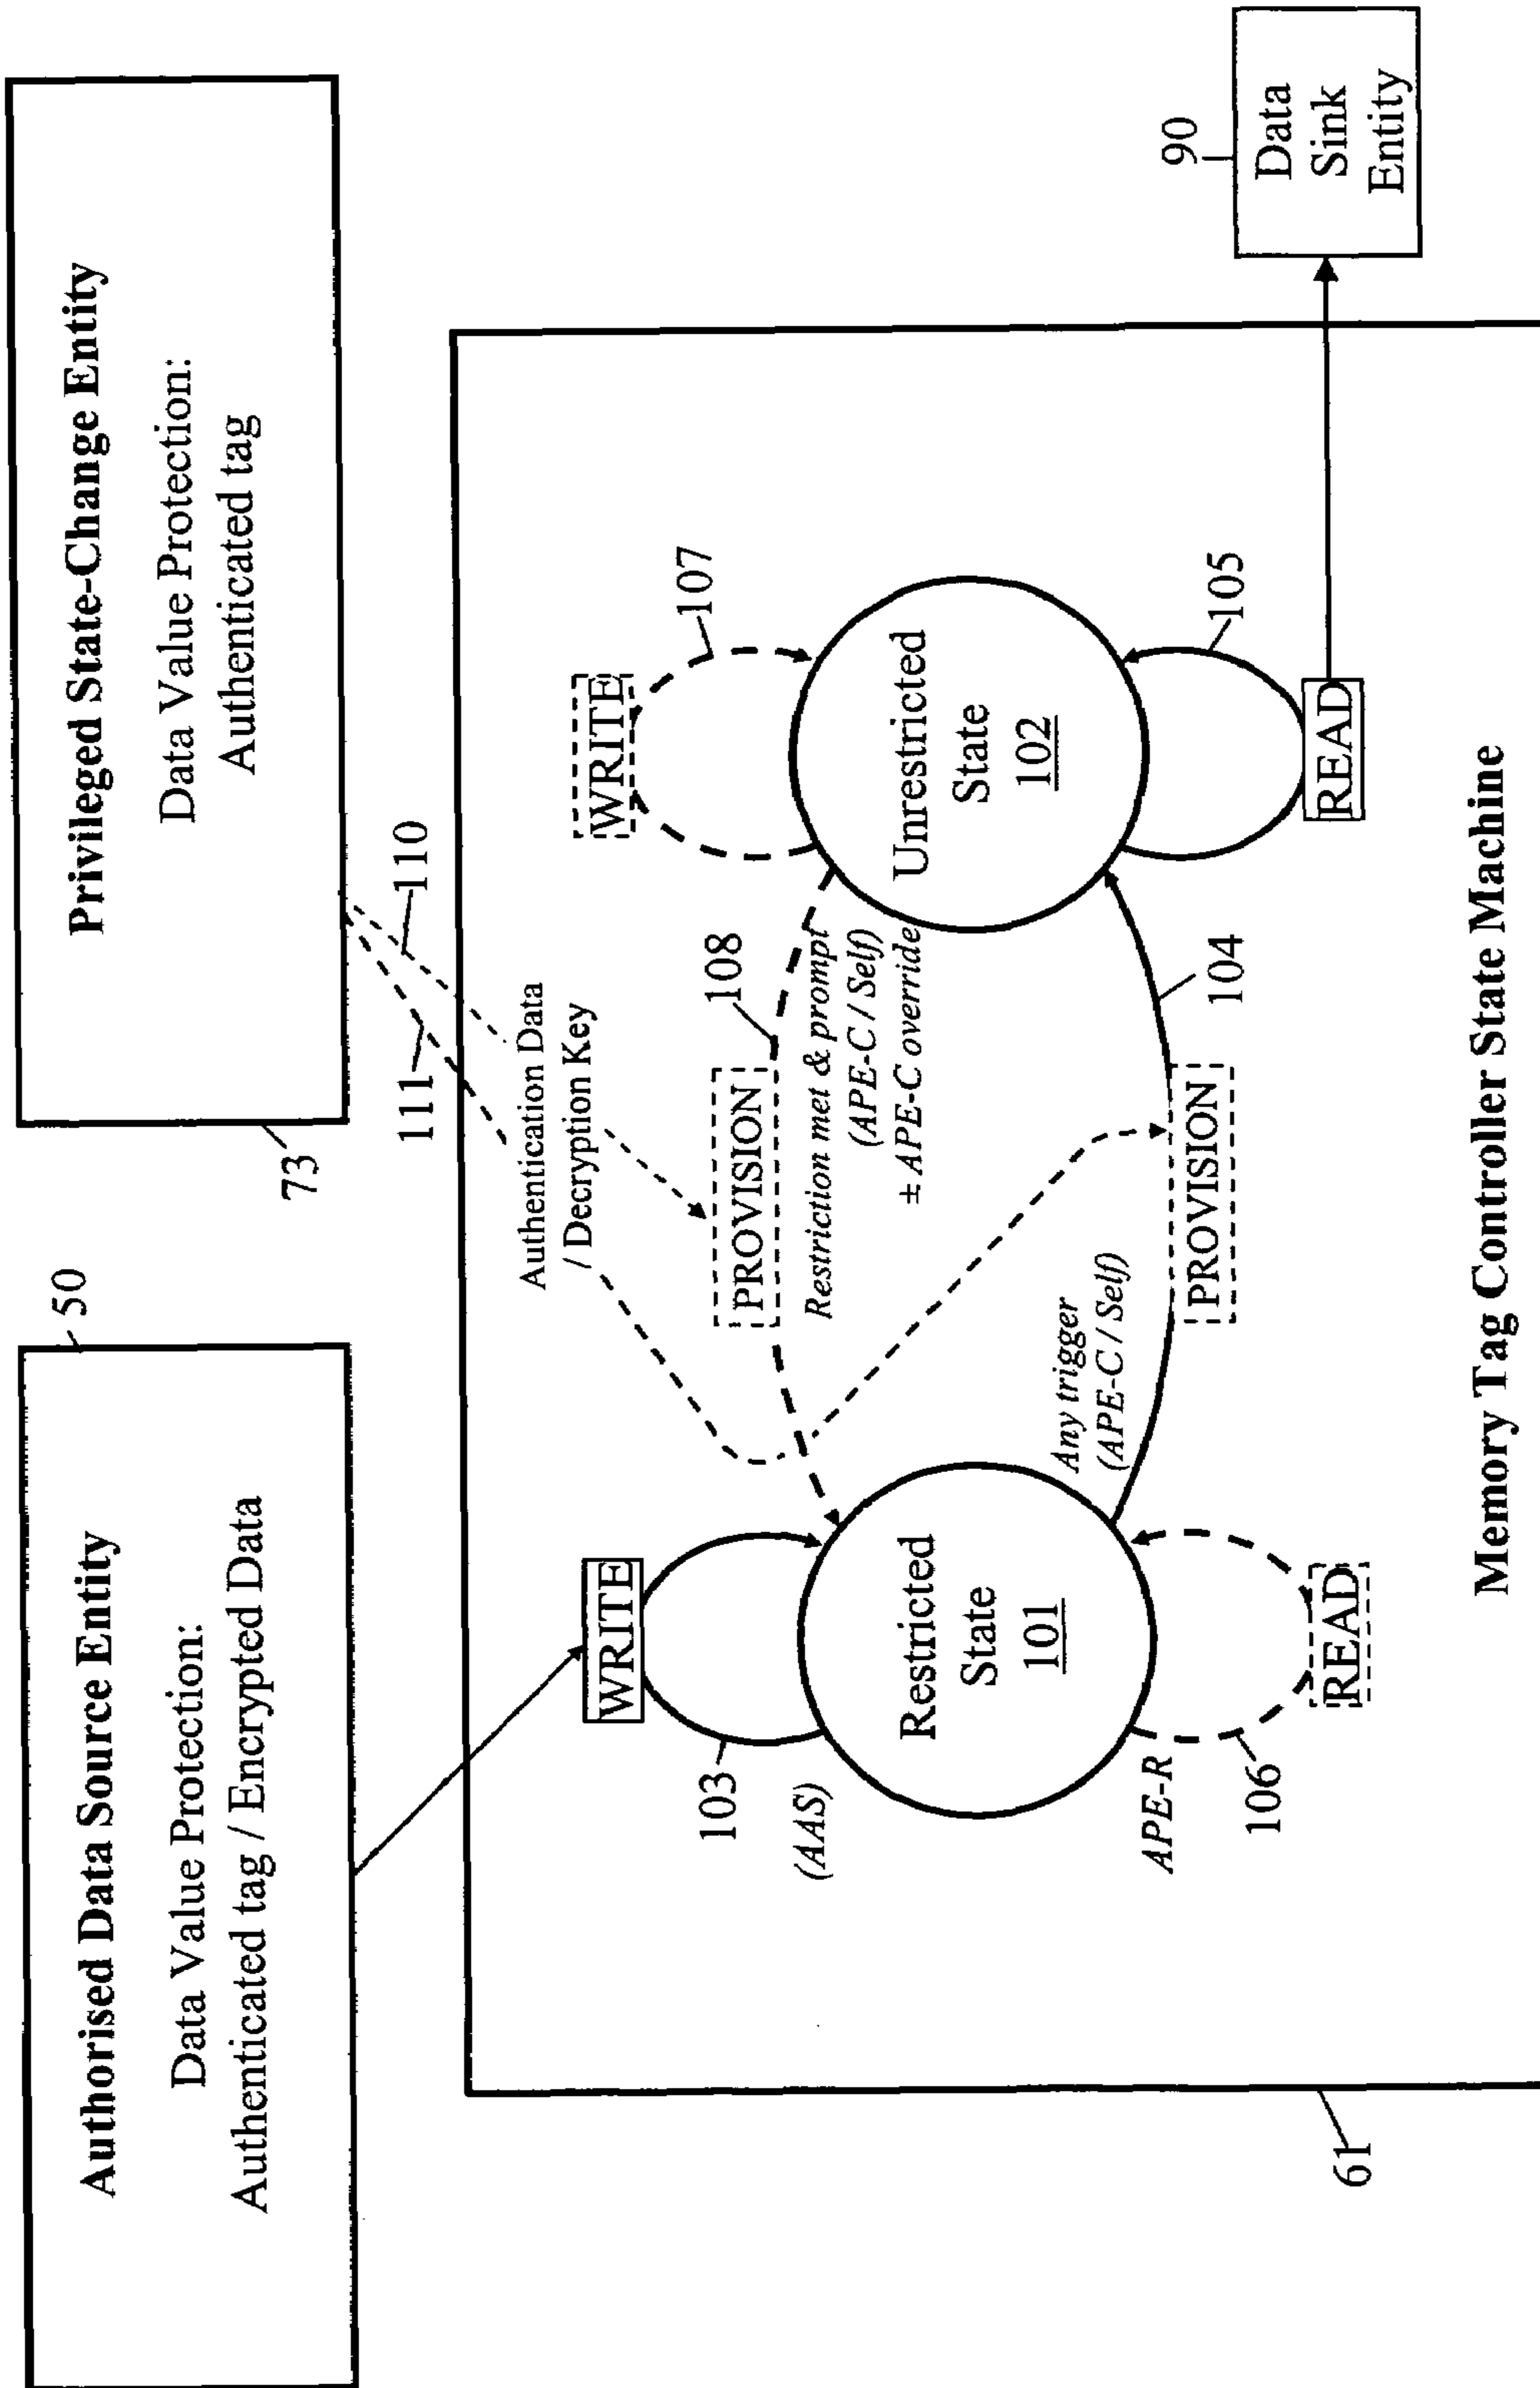 Authorised Data Source Entity
Data Value Protection:
Authenticated tag / Encrypted Data
50
Privileged State-Change Entity
Data Value Protection:
Authenticated tag
73
111
110
Authentication Data
/ Decryption Key
WRITE
103
(AAS)
PROVISION
108
Restriction met & prompt
(APE-C / Self)
± APE-C override
WRITE
107
Restricted
State
101
Unrestricted
State
102
Any trigger
(APE-C / Self)
PROVISION
104
APE-R
106
READ
105
READ
90
Data
Sink
Entity
61
Memory Tag Controller State Machine